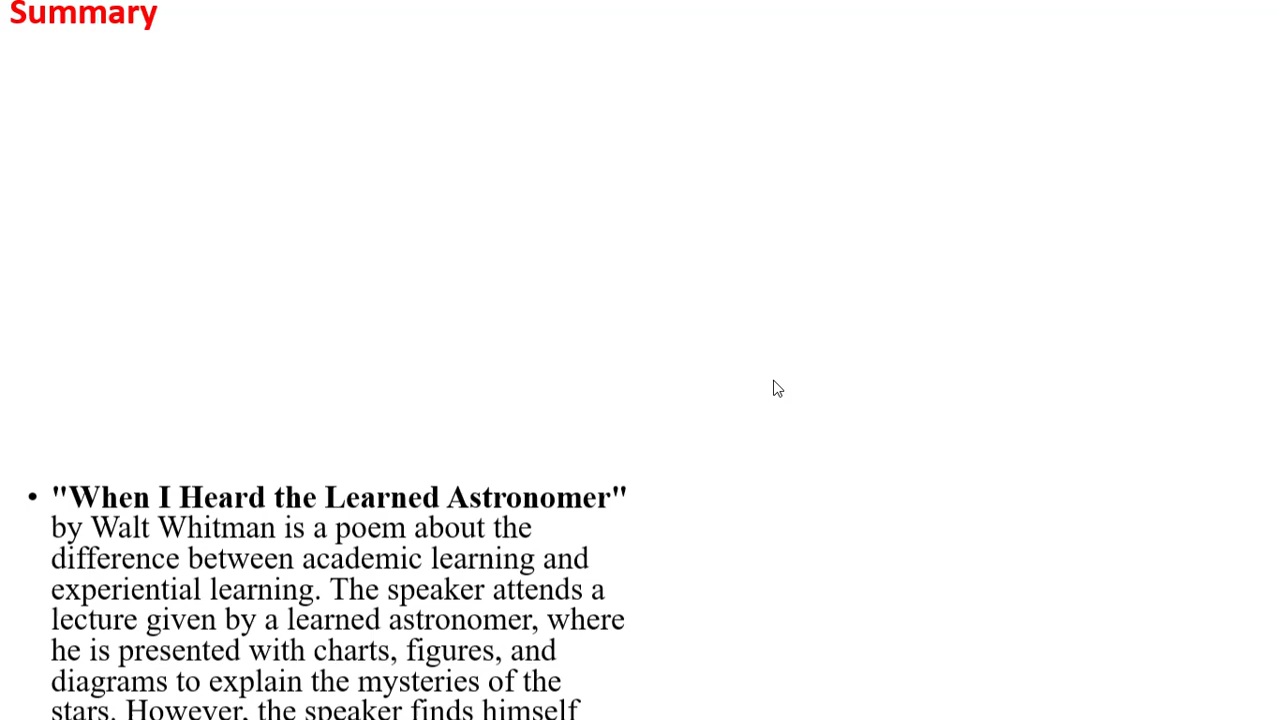 Summary
• "When I Heard the Learned Astronomer"
by Walt Whitman is a poem about the
difference between academic learning and
experiential learning. The speaker attends a
lecture given by a learned astronomer, where
he is presented with charts, figures, and
diagrams to explain the mysteries of the
stars. However, the speaker finds himself